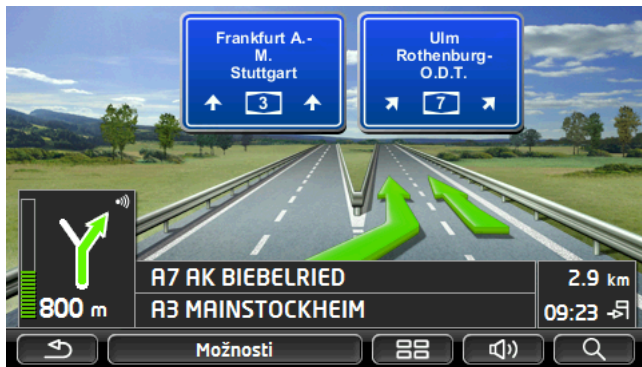 Frankfurt A.-
M.
Stuttgart
3
Ulm
Rothenburg-
O.D.T.
7
800 m
A7 AK BIEBELRIED
2.9 km
A3 MAINSTOCKHEIM
09:23
Možnosti